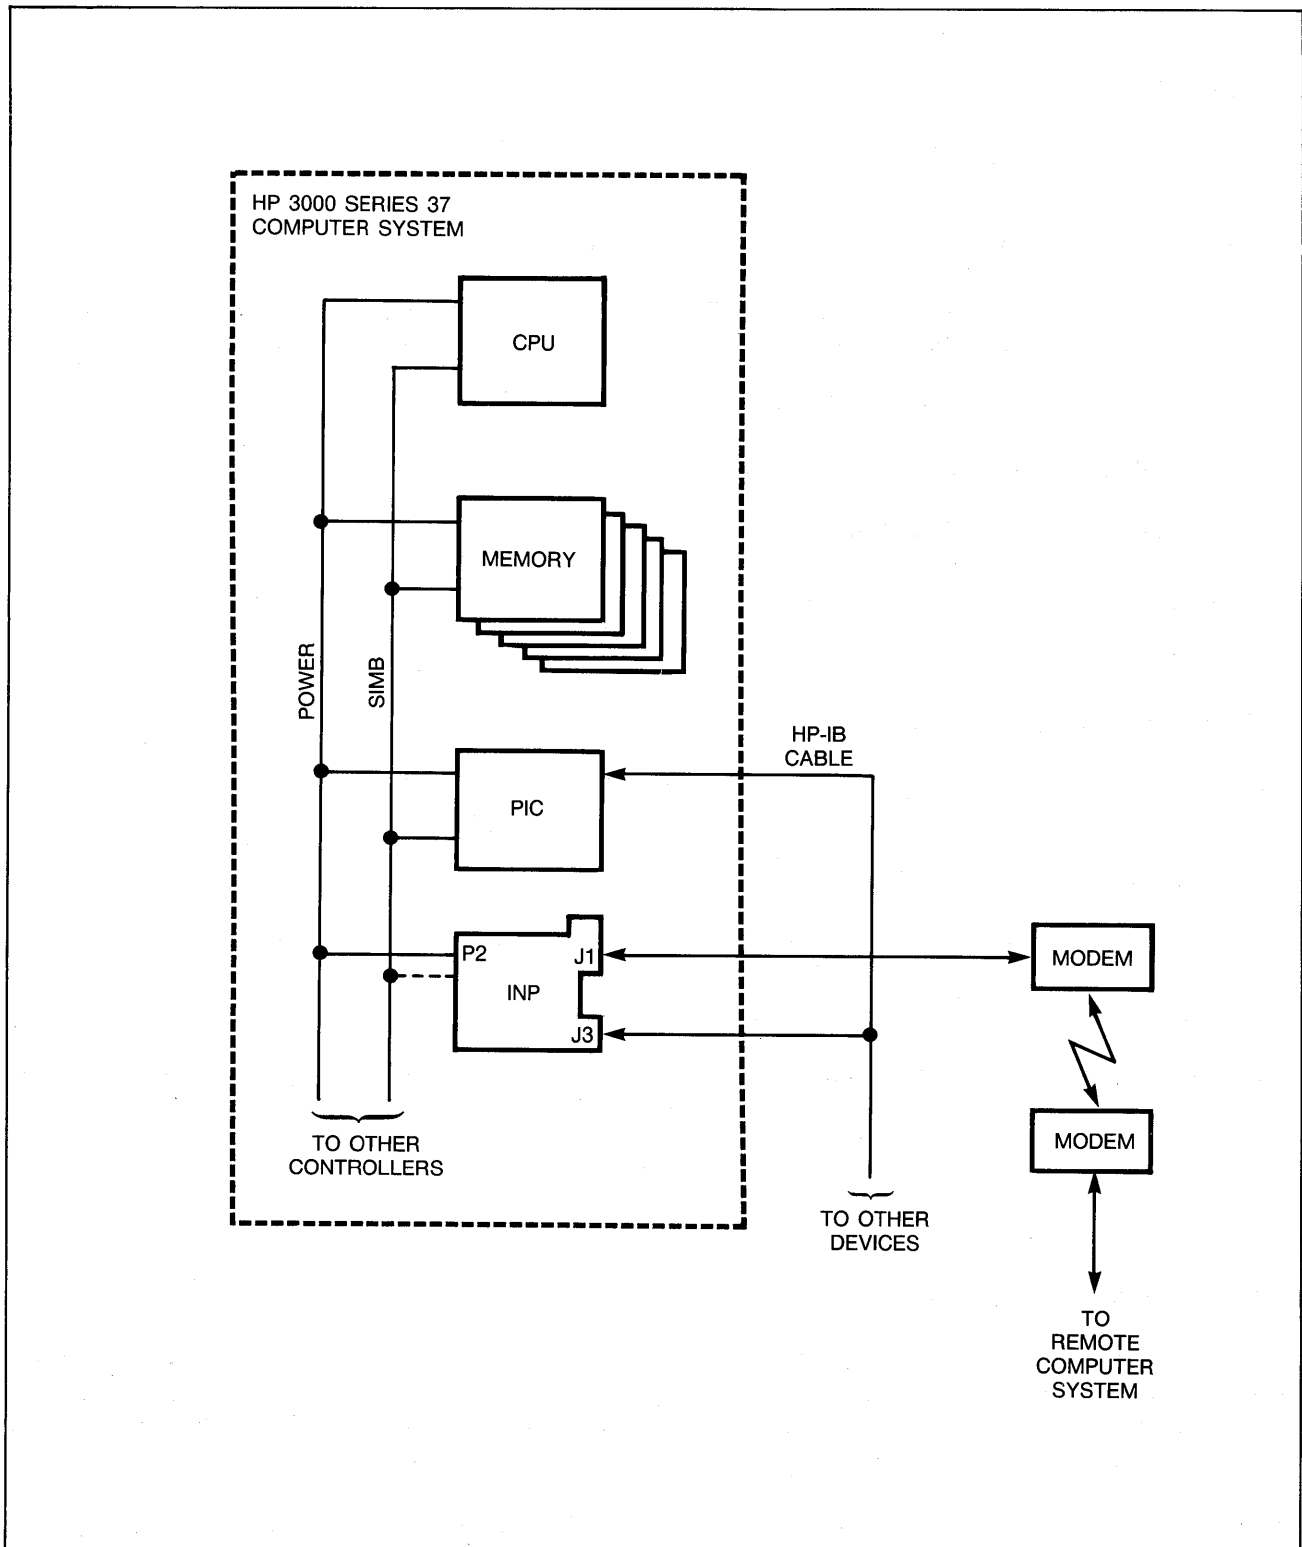 HP 3000 SERIES 37
COMPUTER SYSTEM
CPU
MEMORY
POWER
SIMB
HP-IB
CABLE
PIC
P2
J1
INP
J3
MODEM
MODEM
TO OTHER
CONTROLLERS
TO OTHER
DEVICES
TO
REMOTE
COMPUTER
SYSTEM